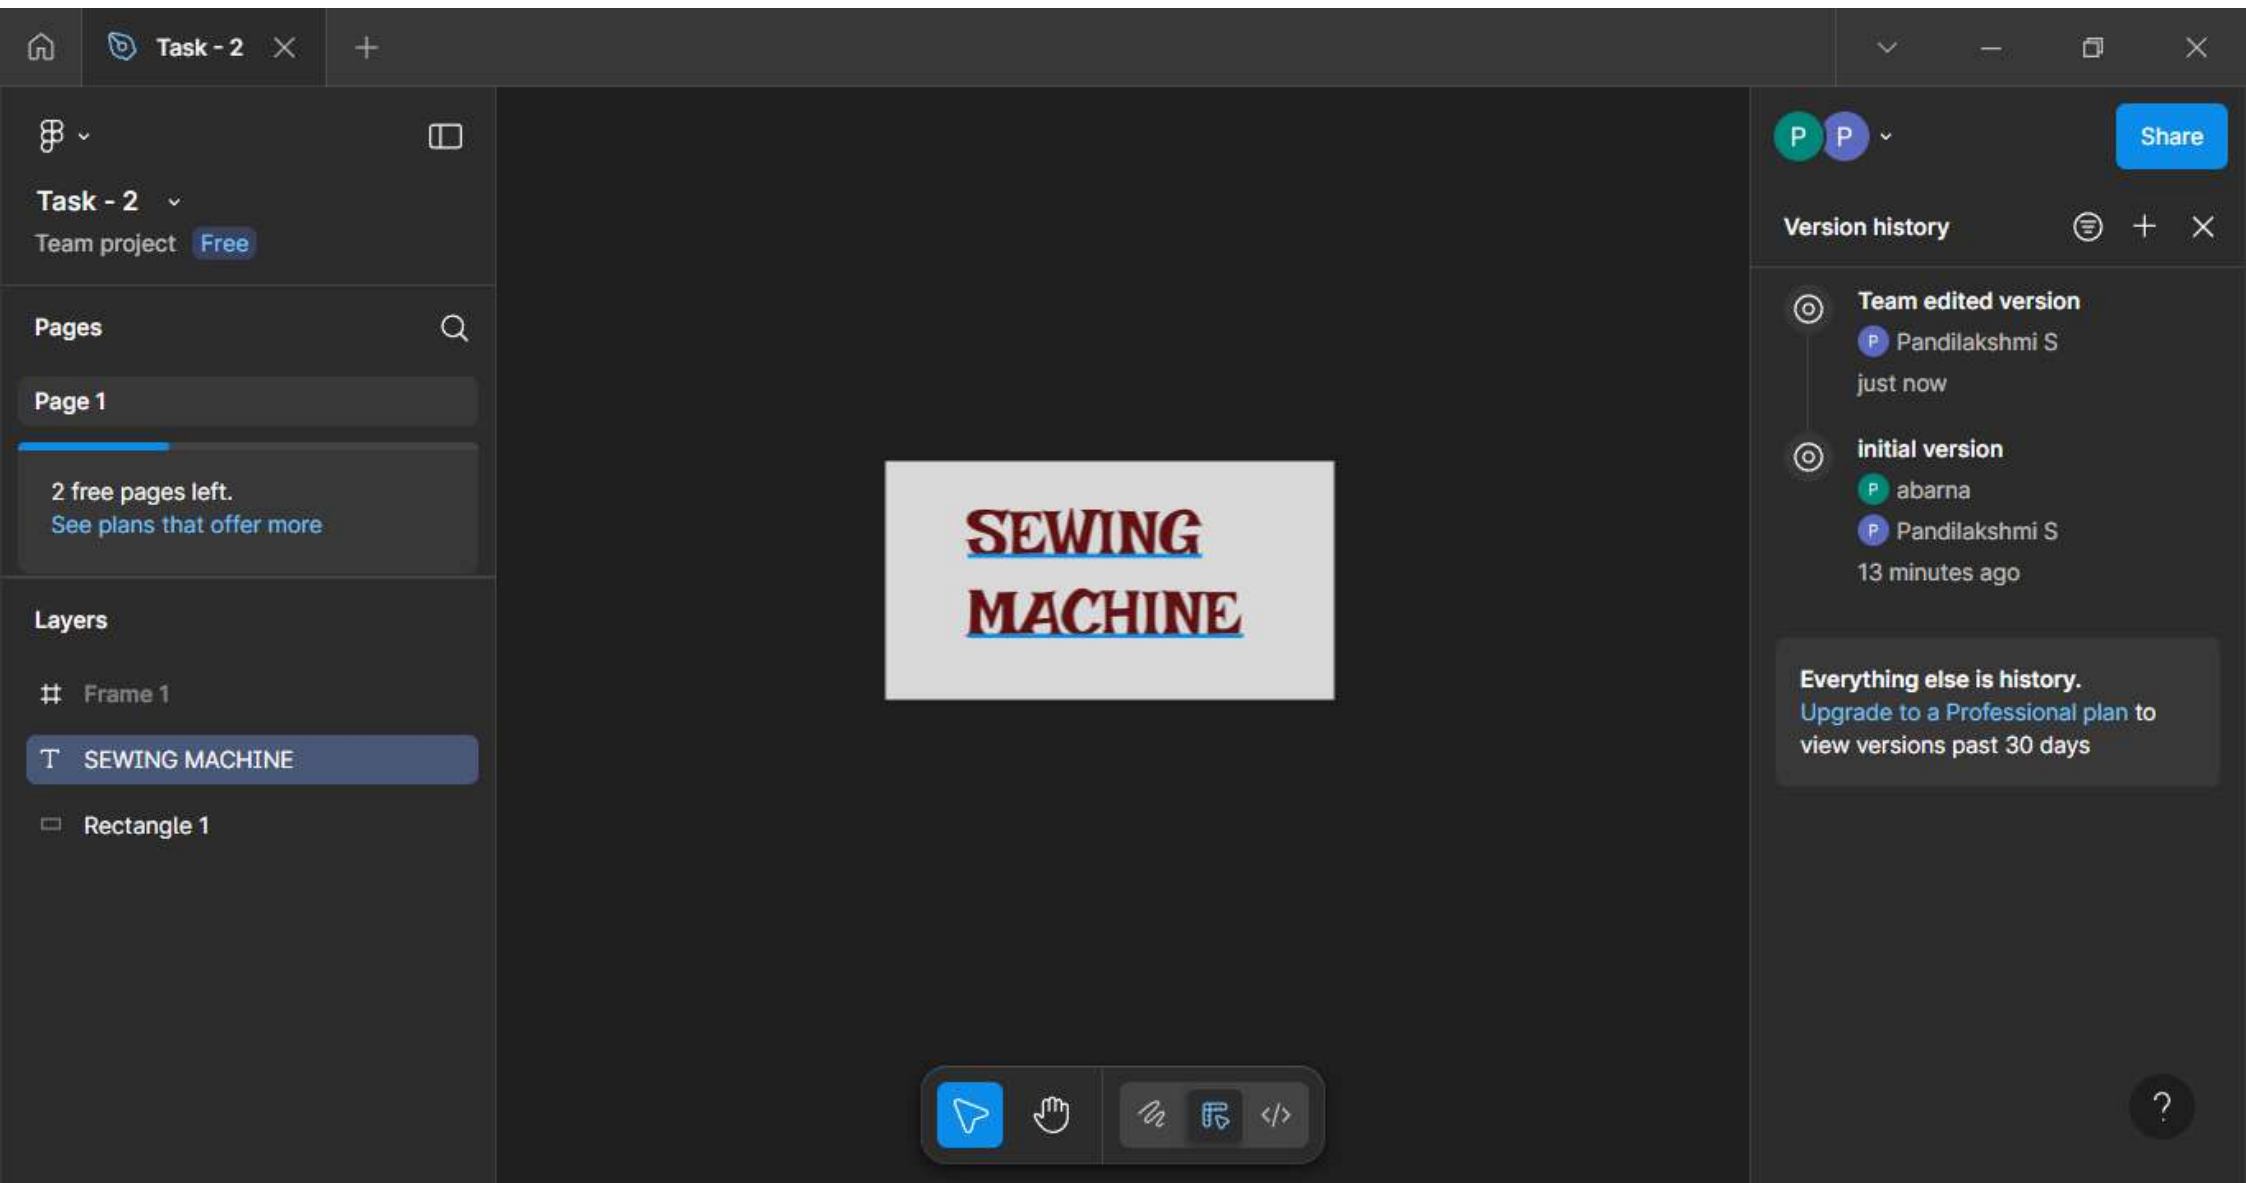 Task - 2
Task - 2
Team project Free
Pages
Page 1
2 free pages left.
See plans that offer more
Layers
Frame 1
T SEWING MACHINE
Rectangle 1
SEWING
MACHINE
P P
Share
Version history
Team edited version
P Pandilakshmi S
just now
initial version
P abarna
P Pandilakshmi S
13 minutes ago
Everything else is history.
Upgrade to a Professional plan to
view versions past 30 days
?